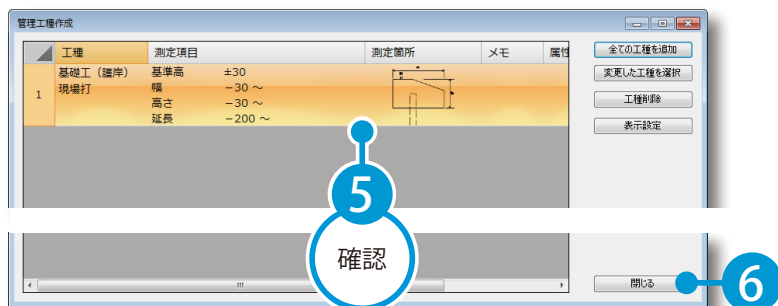 管理工種作成
工種 測定項目 測定箇所 メモ 属性
1 基礎工（護岸） 基準高 ±30
現場打 幅 －30 ～
高さ －30 ～
延長 －200 ～
全ての工種を追加
変更した工種を選択
工種削除
表示設定
5
確認
閉じる
6